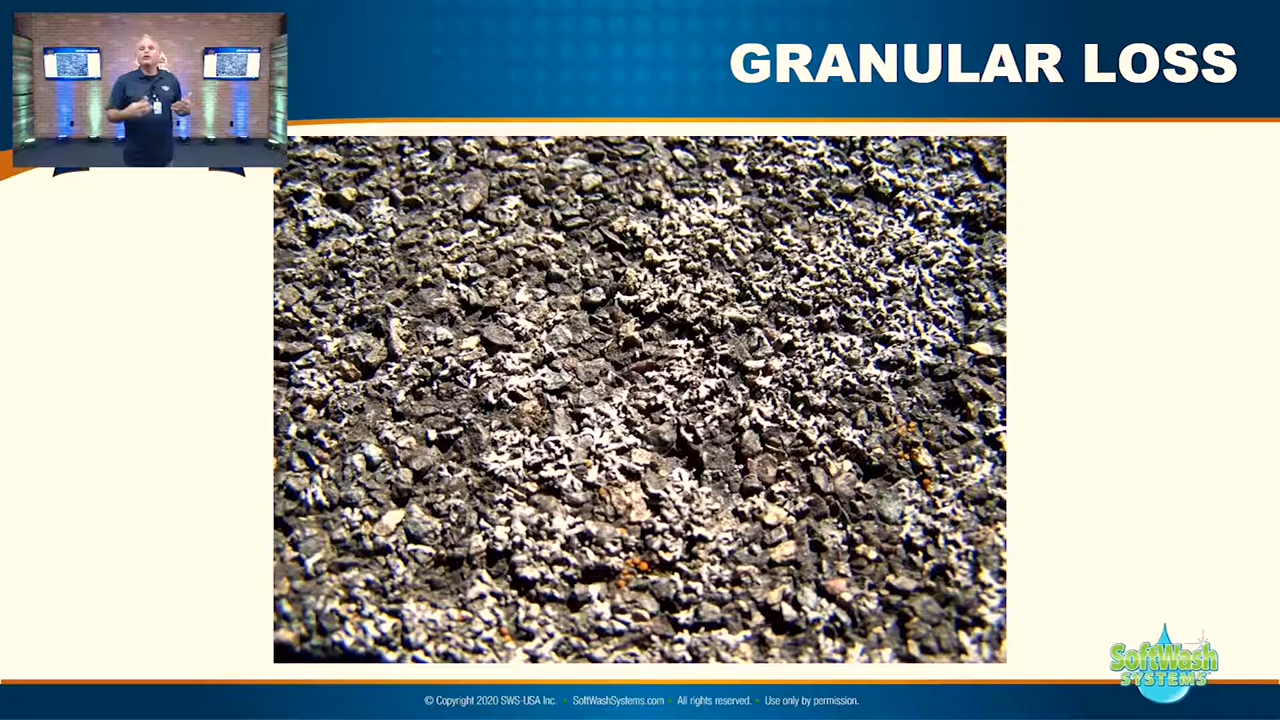 GRANULAR LOSS
SoftWash
SYSTEMS
© Copyright 2020 SWS-USA Inc. • SoftWashSystems.com • All rights reserved. • Use only by permission.